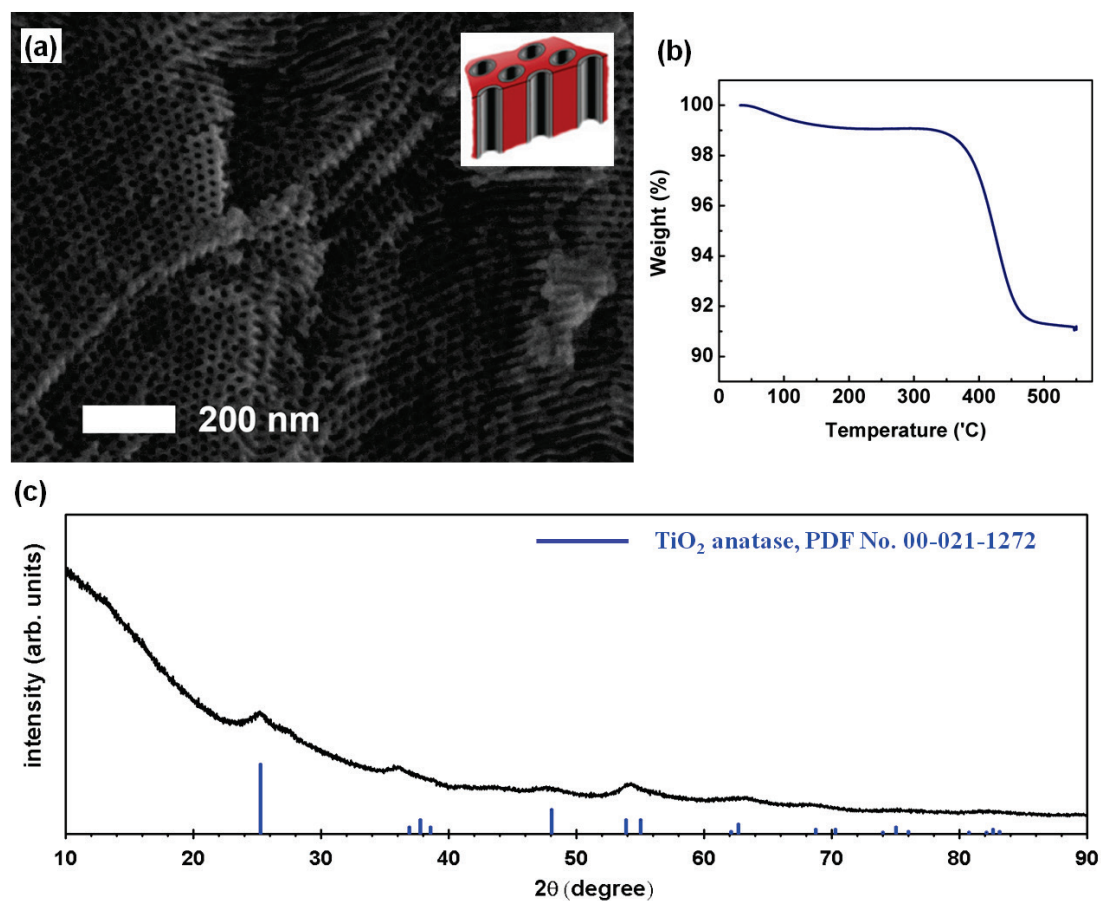 (a)
200 nm
(b)
100
98
96
94
92
90
Weight (%)
0 100 200 300 400 500
Temperature ('C)
(c)
TiO₂ anatase, PDF No. 00-021-1272
intensity (arb. units)
10 20 30 40 50 60 70 80 90
2θ (degree)